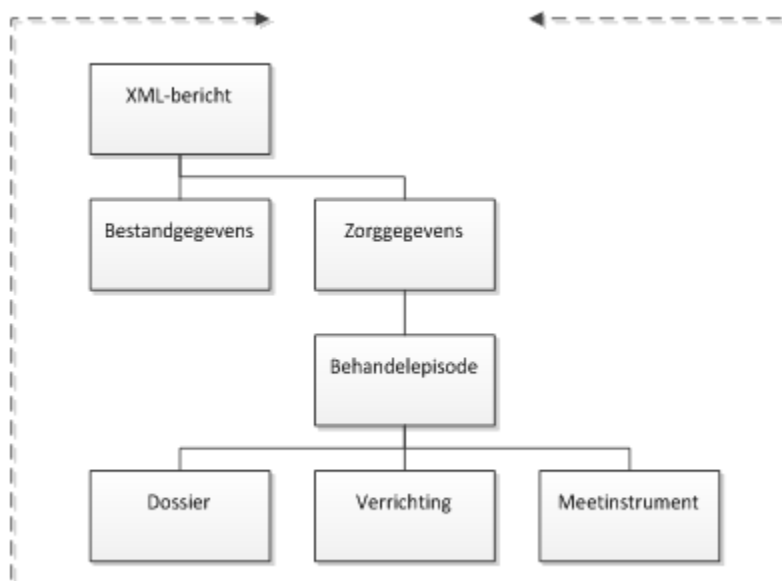 XML-bericht
Bestandgegevens
Zorggegevens
Behandelepisode
Dossier
Verrichting
Meetinstrument